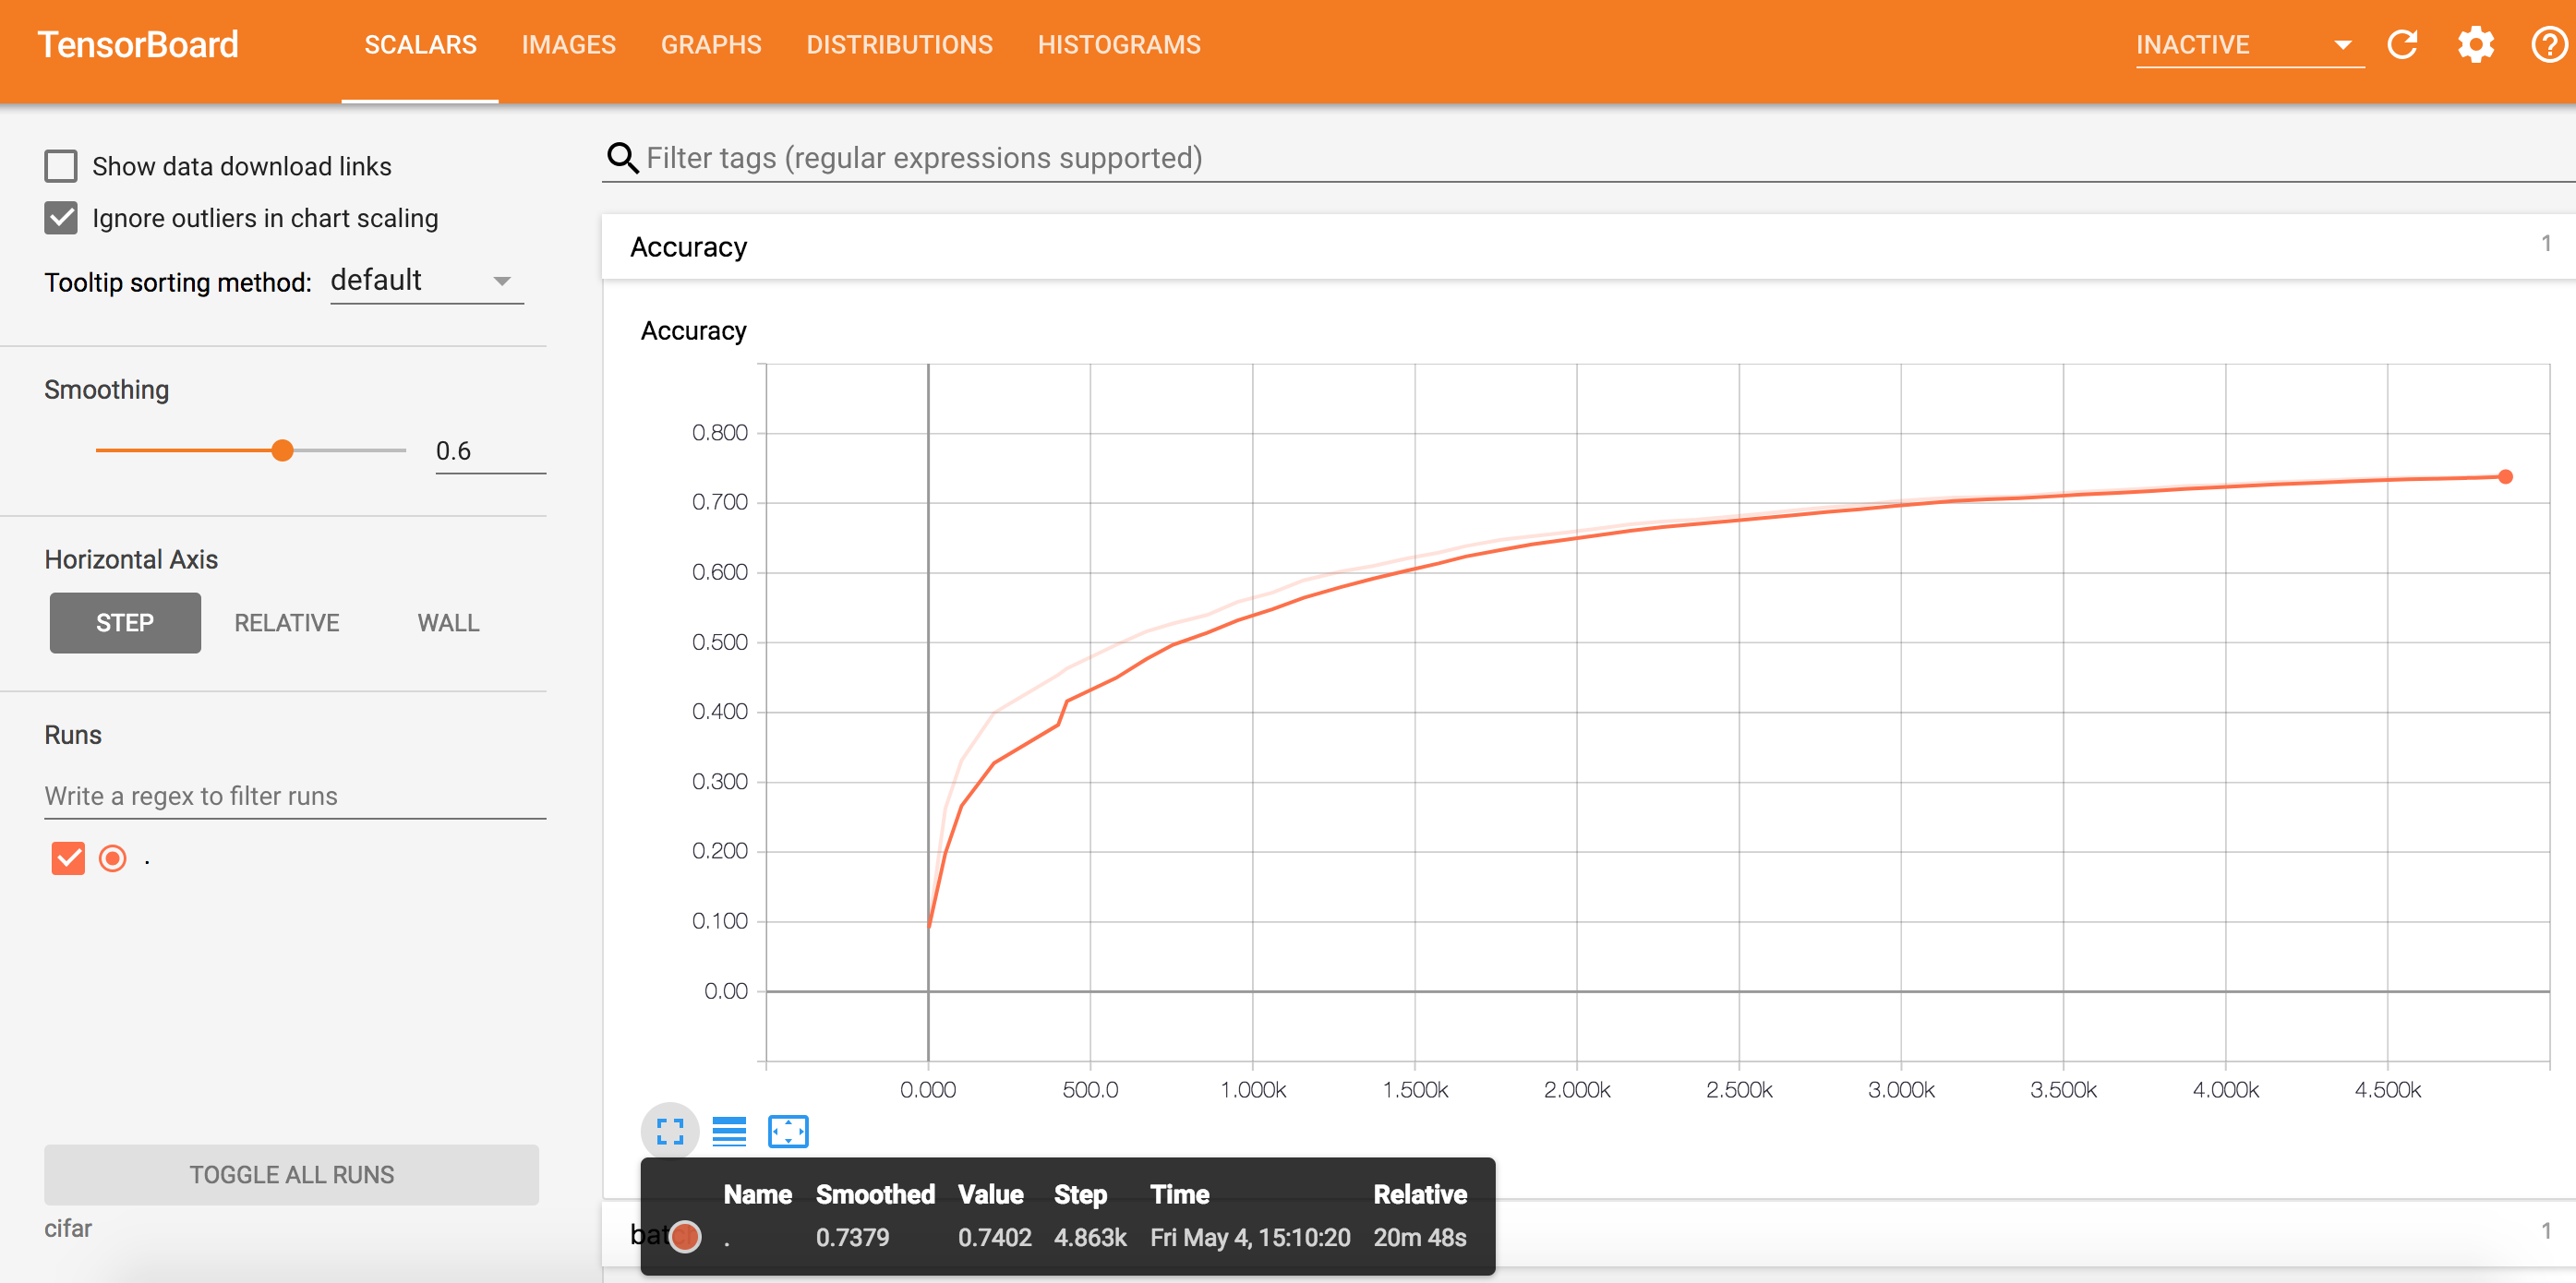 TensorBoard SCALARS IMAGES GRAPHS DISTRIBUTIONS HISTOGRAMS INACTIVE
Show data download links
Ignore outliers in chart scaling
Tooltip sorting method: default
Smoothing
0.6
Horizontal Axis
STEP RELATIVE WALL
Runs
Write a regex to filter runs
.
TOGGLE ALL RUNS
cifar
Filter tags (regular expressions supported)
Accuracy 1
Accuracy
0.800
0.700
0.600
0.500
0.400
0.300
0.200
0.100
0.00
0.000 500.0 1.000k 1.500k 2.000k 2.500k 3.000k 3.500k 4.000k 4.500k
Name Smoothed Value Step Time Relative
. 0.7379 0.7402 4.863k Fri May 4, 15:10:20 20m 48s
1